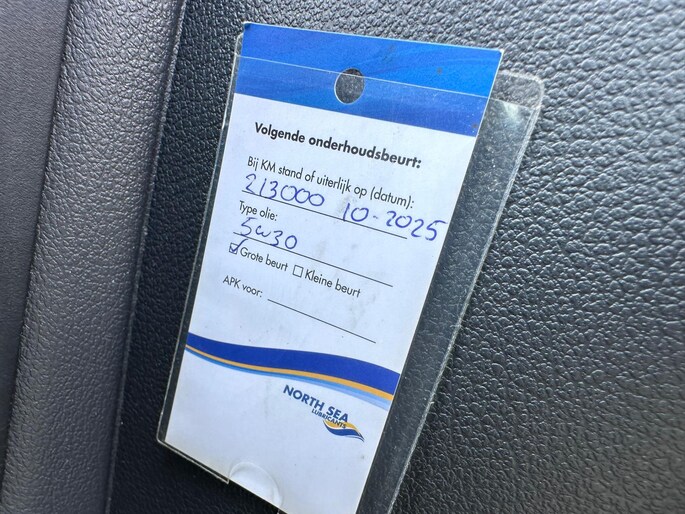 Volgende onderhoudsbeurt:
Bij KM stand of uiterlijk op (datum):
213000 10-2025
Type olie:
5w30
Grote beurt Kleine beurt
APK voor:
NORTH SEA
LUBRICANTS